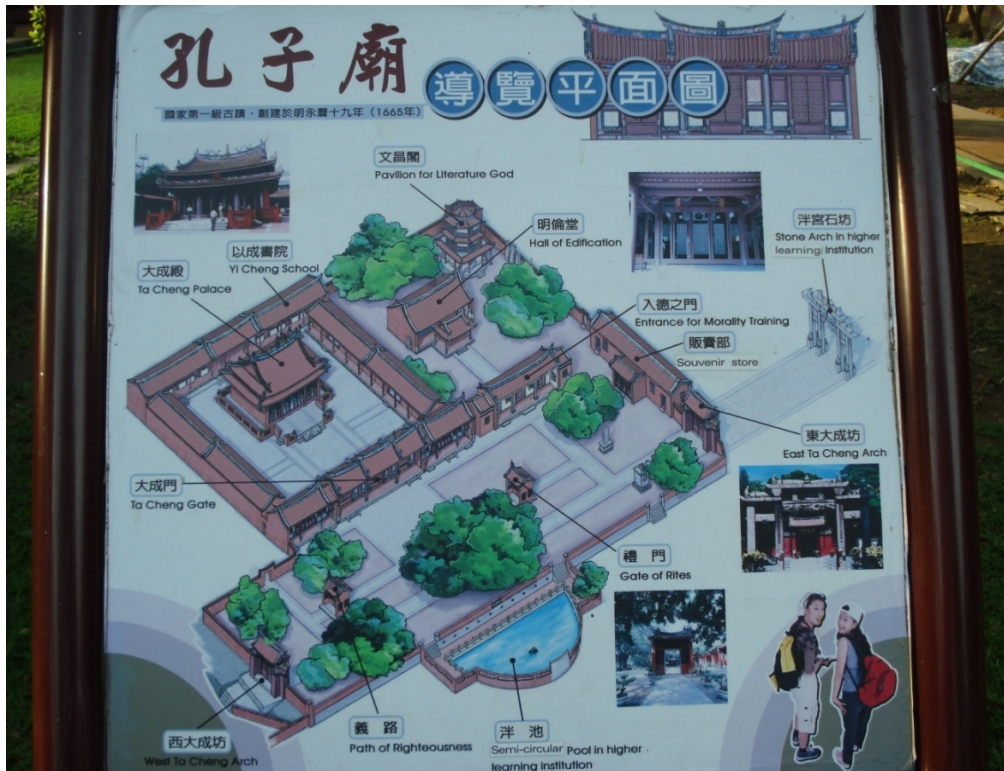 孔子廟 導覽平面圖
國家第一級古蹟‧創建於明永曆十九年（1665年）
文昌閣
Pavilion for Literature God
明倫堂
Hall of Edification
泮宮石坊
Stone Arch in higher
learning institution
以成書院
Yi Cheng School
大成殿
Ta Cheng Palace
入德之門
Entrance for Morality Training
販賣部
Souvenir store
東大成坊
East Ta Cheng Arch
大成門
Ta Cheng Gate
禮門
Gate of Rites
義路
Path of Righteousness
泮池
Semi-circular Pool in higher
learning institution
西大成坊
West Ta Cheng Arch